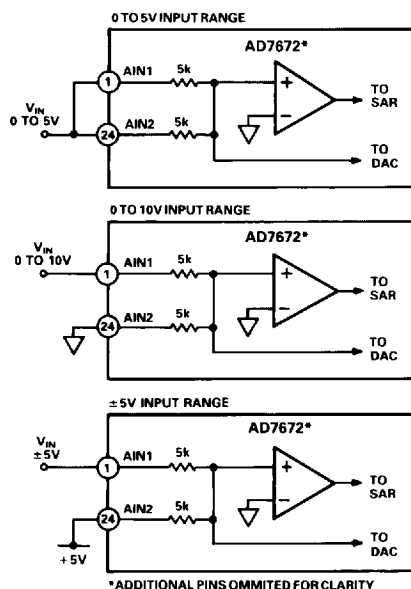 0 TO 5V INPUT RANGE
AD7672*
1 AIN1 5k
VIN
0 TO 5V
24 AIN2 5k
+
−
TO
SAR
TO
DAC
0 TO 10V INPUT RANGE
AD7672*
VIN
0 TO 10V
1 AIN1 5k
24 AIN2 5k
+
−
TO
SAR
TO
DAC
±5V INPUT RANGE
AD7672*
VIN
±5V
1 AIN1 5k
24 AIN2 5k
+5V
+
−
TO
SAR
TO
DAC
*ADDITIONAL PINS OMMITED FOR CLARITY